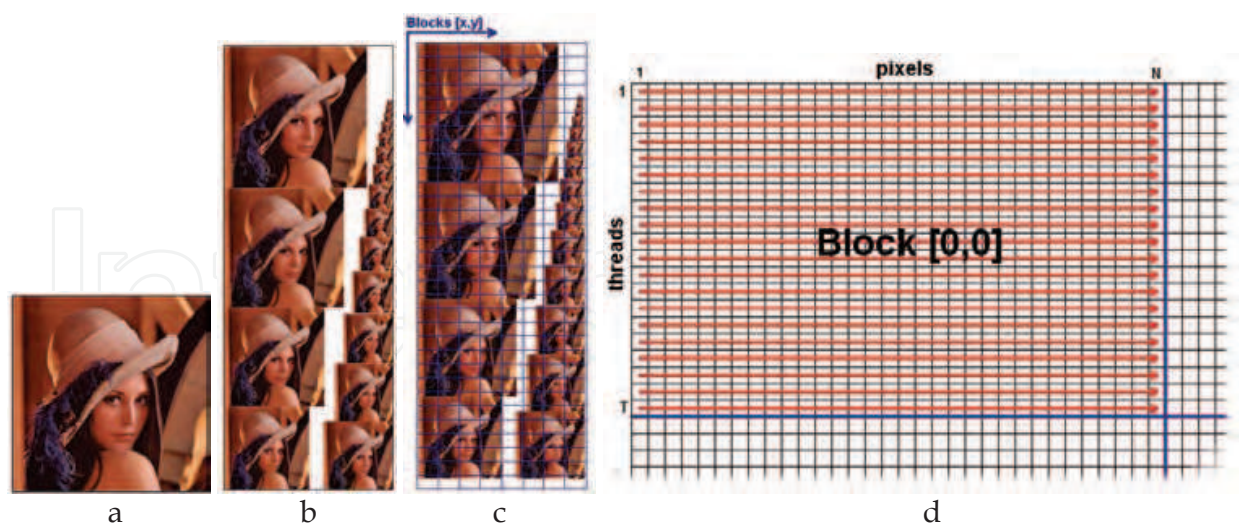 Blocks [x,y]
pixels
1
N
1
threads
Block [0,0]
T
a
b
c
d